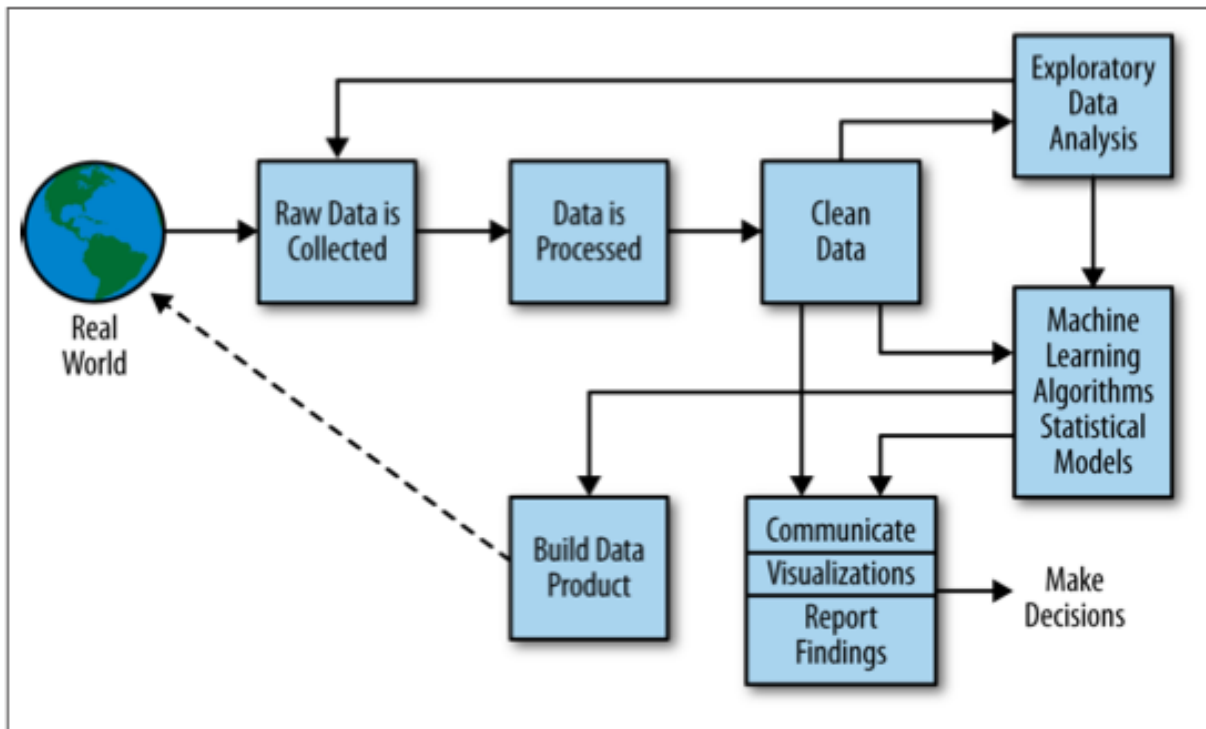 Real
World
Raw Data is
Collected
Data is
Processed
Clean
Data
Exploratory
Data
Analysis
Machine
Learning
Algorithms
Statistical
Models
Build Data
Product
Communicate
Visualizations
Report
Findings
Make
Decisions